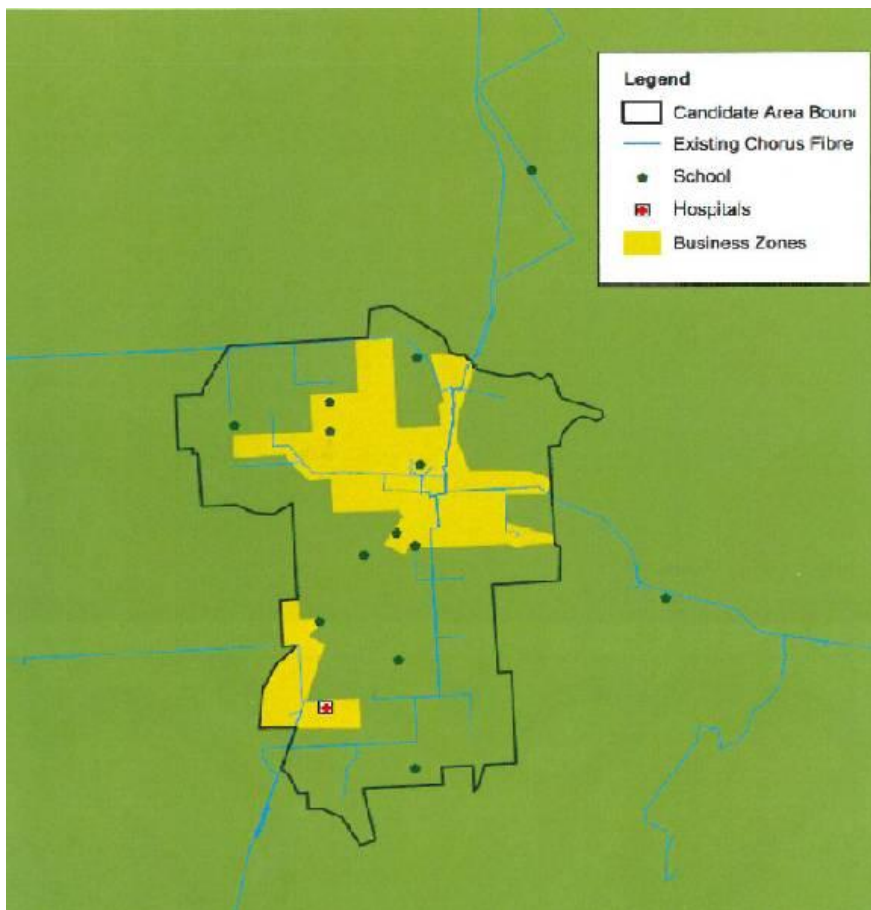 Legend
Candidate Area Boun
Existing Chorus Fibre
School
Hospitals
Business Zones